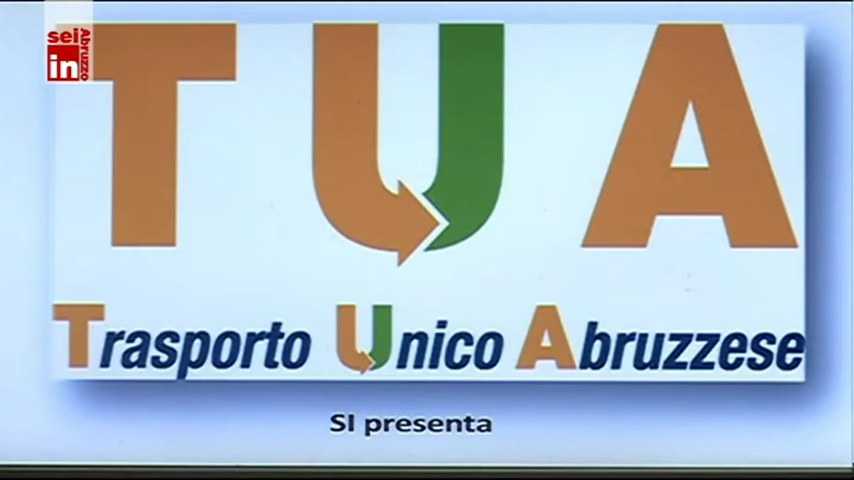 sei
in
Abruzzo
TUA
Trasporto Unico Abruzzese
SI presenta